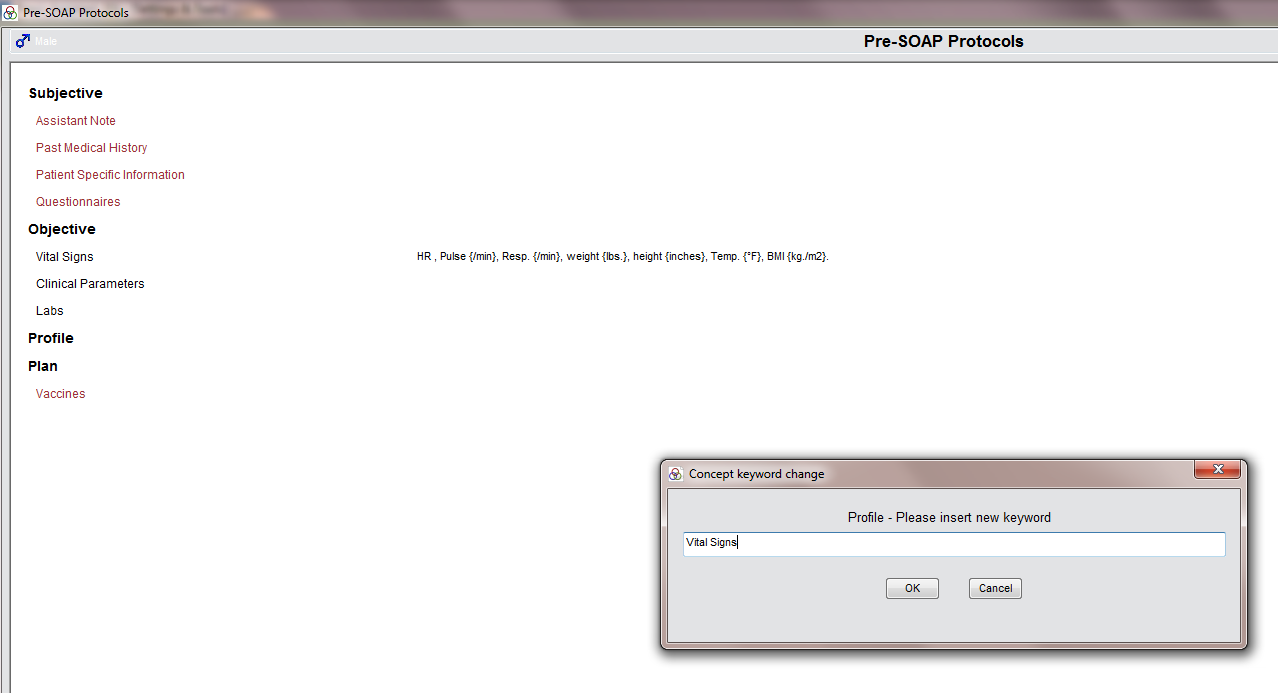 Pre-SOAP Protocols
Male
Pre-SOAP Protocols
Subjective
Assistant Note
Past Medical History
Patient Specific Information
Questionnaires
Objective
Vital Signs HR , Pulse {/min}, Resp. {/min}, weight {lbs.}, height {inches}, Temp. {°F}, BMI {kg./m2}.
Clinical Parameters
Labs
Profile
Plan
Vaccines
Concept keyword change
Profile - Please insert new keyword
Vital Signs
OK Cancel